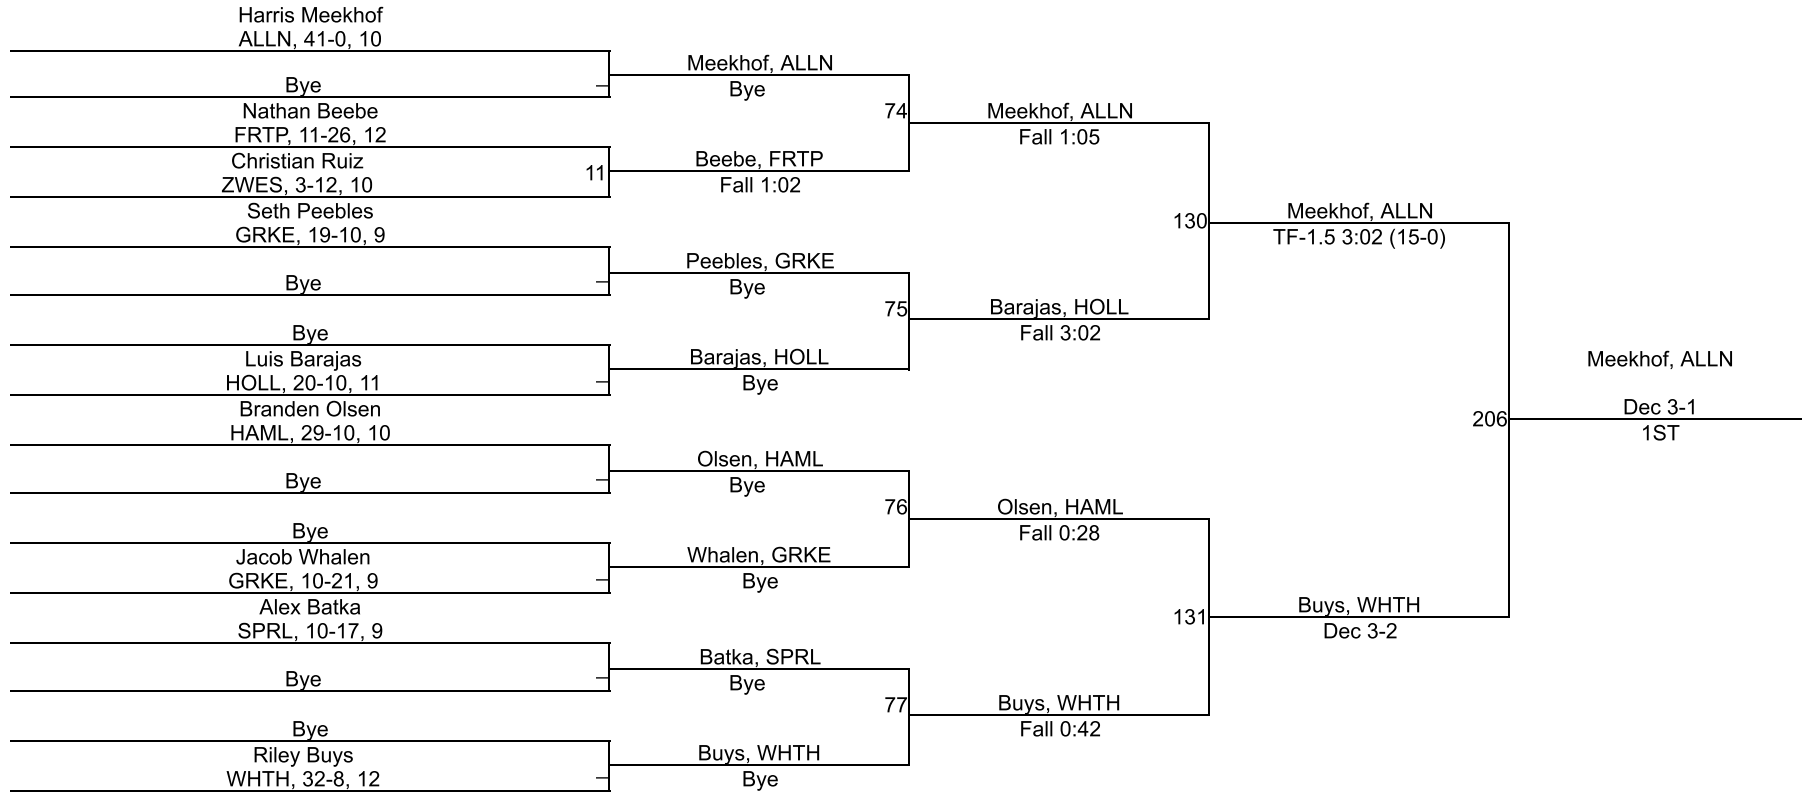 Harris Meekhof
ALLN, 41-0, 10
Bye
Nathan Beebe
FRTP, 11-26, 12
Christian Ruiz
ZWES, 3-12, 10
11
Seth Peebles
GRKE, 19-10, 9
Bye
Bye
Luis Barajas
HOLL, 20-10, 11
Branden Olsen
HAML, 29-10, 10
Bye
Bye
Jacob Whalen
GRKE, 10-21, 9
Alex Batka
SPRL, 10-17, 9
Bye
Bye
Riley Buys
WHTH, 32-8, 12
Meekhof, ALLN
Bye
74
Beebe, FRTP
Fall 1:02
Peebles, GRKE
Bye
75
Barajas, HOLL
Bye
Olsen, HAML
Bye
76
Whalen, GRKE
Bye
Batka, SPRL
Bye
77
Buys, WHTH
Bye
Meekhof, ALLN
Fall 1:05
130
Barajas, HOLL
Fall 3:02
Olsen, HAML
Fall 0:28
131
Buys, WHTH
Fall 0:42
Meekhof, ALLN
TF-1.5 3:02 (15-0)
206
Buys, WHTH
Dec 3-2
Meekhof, ALLN
Dec 3-1
1ST